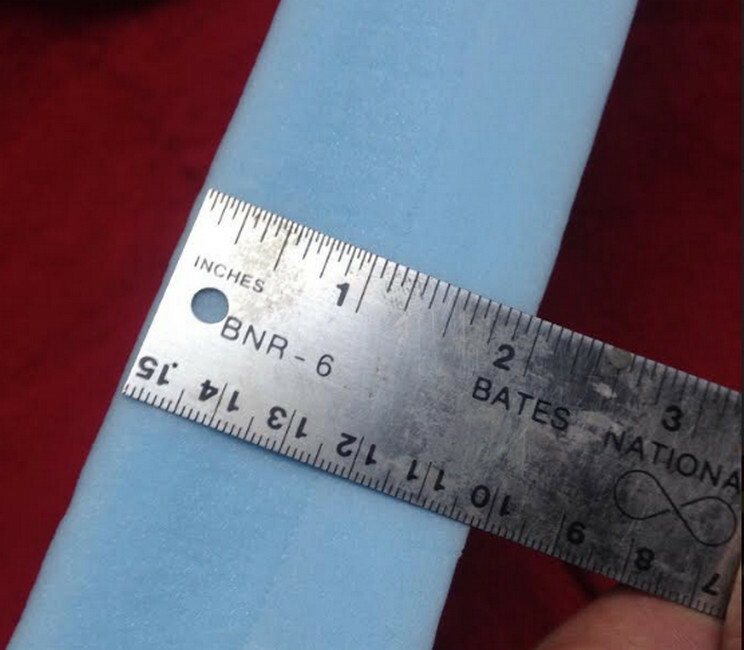 INCHES
1 2 3
BNR - 6
BATES NATIONA
15 14 13 12 11 10 9 8 7